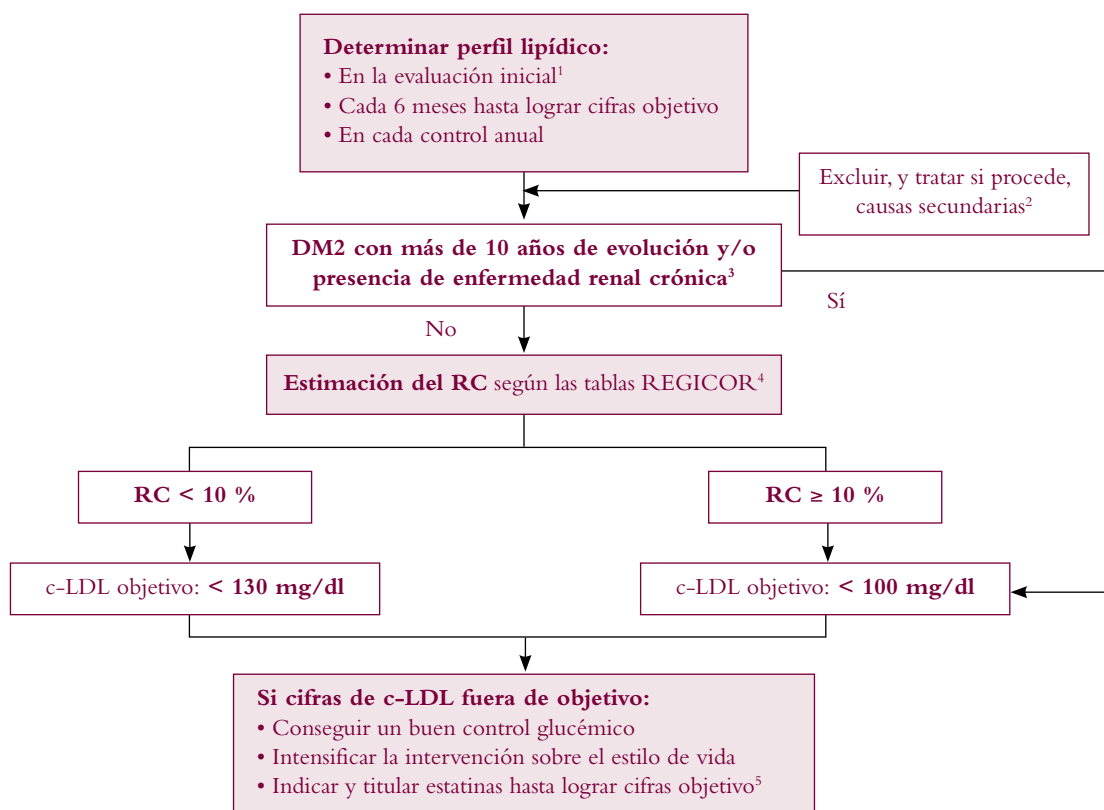 Determinar perfil lipídico:
• En la evaluación inicial¹
• Cada 6 meses hasta lograr cifras objetivo
• En cada control anual
Excluir, y tratar si procede,
causas secundarias²
DM2 con más de 10 años de evolución y/o
presencia de enfermedad renal crónica³
Sí
No
Estimación del RC según las tablas REGICOR⁴
RC < 10 %
RC ≥ 10 %
c-LDL objetivo: < 130 mg/dl
c-LDL objetivo: < 100 mg/dl
Si cifras de c-LDL fuera de objetivo:
• Conseguir un buen control glucémico
• Intensificar la intervención sobre el estilo de vida
• Indicar y titular estatinas hasta lograr cifras objetivo⁵